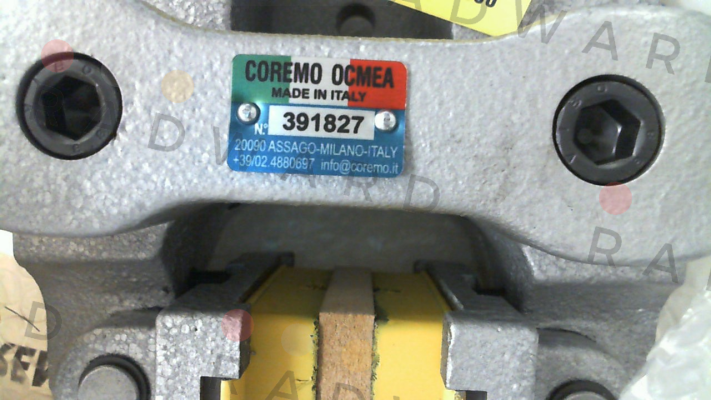 COREMO OCMEA
MADE IN ITALY
N° 391827
20090 ASSAGO-MILANO-ITALY
+39/02.4880697 info@coremo.it